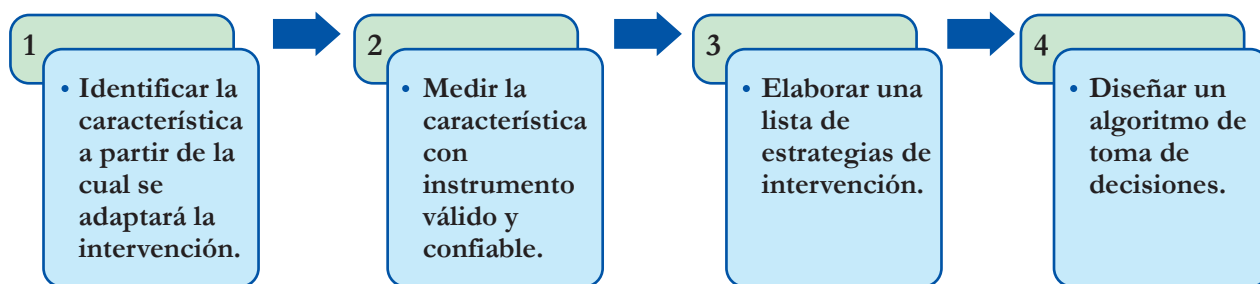 1
• Identificar la
característica
a partir de la
cual se
adaptará la
intervención.
2
• Medir la
característica
con
instrumento
válido y
confiable.
3
• Elaborar una
lista de
estrategias de
intervención.
4
• Diseñar un
algoritmo de
toma de
decisiones.